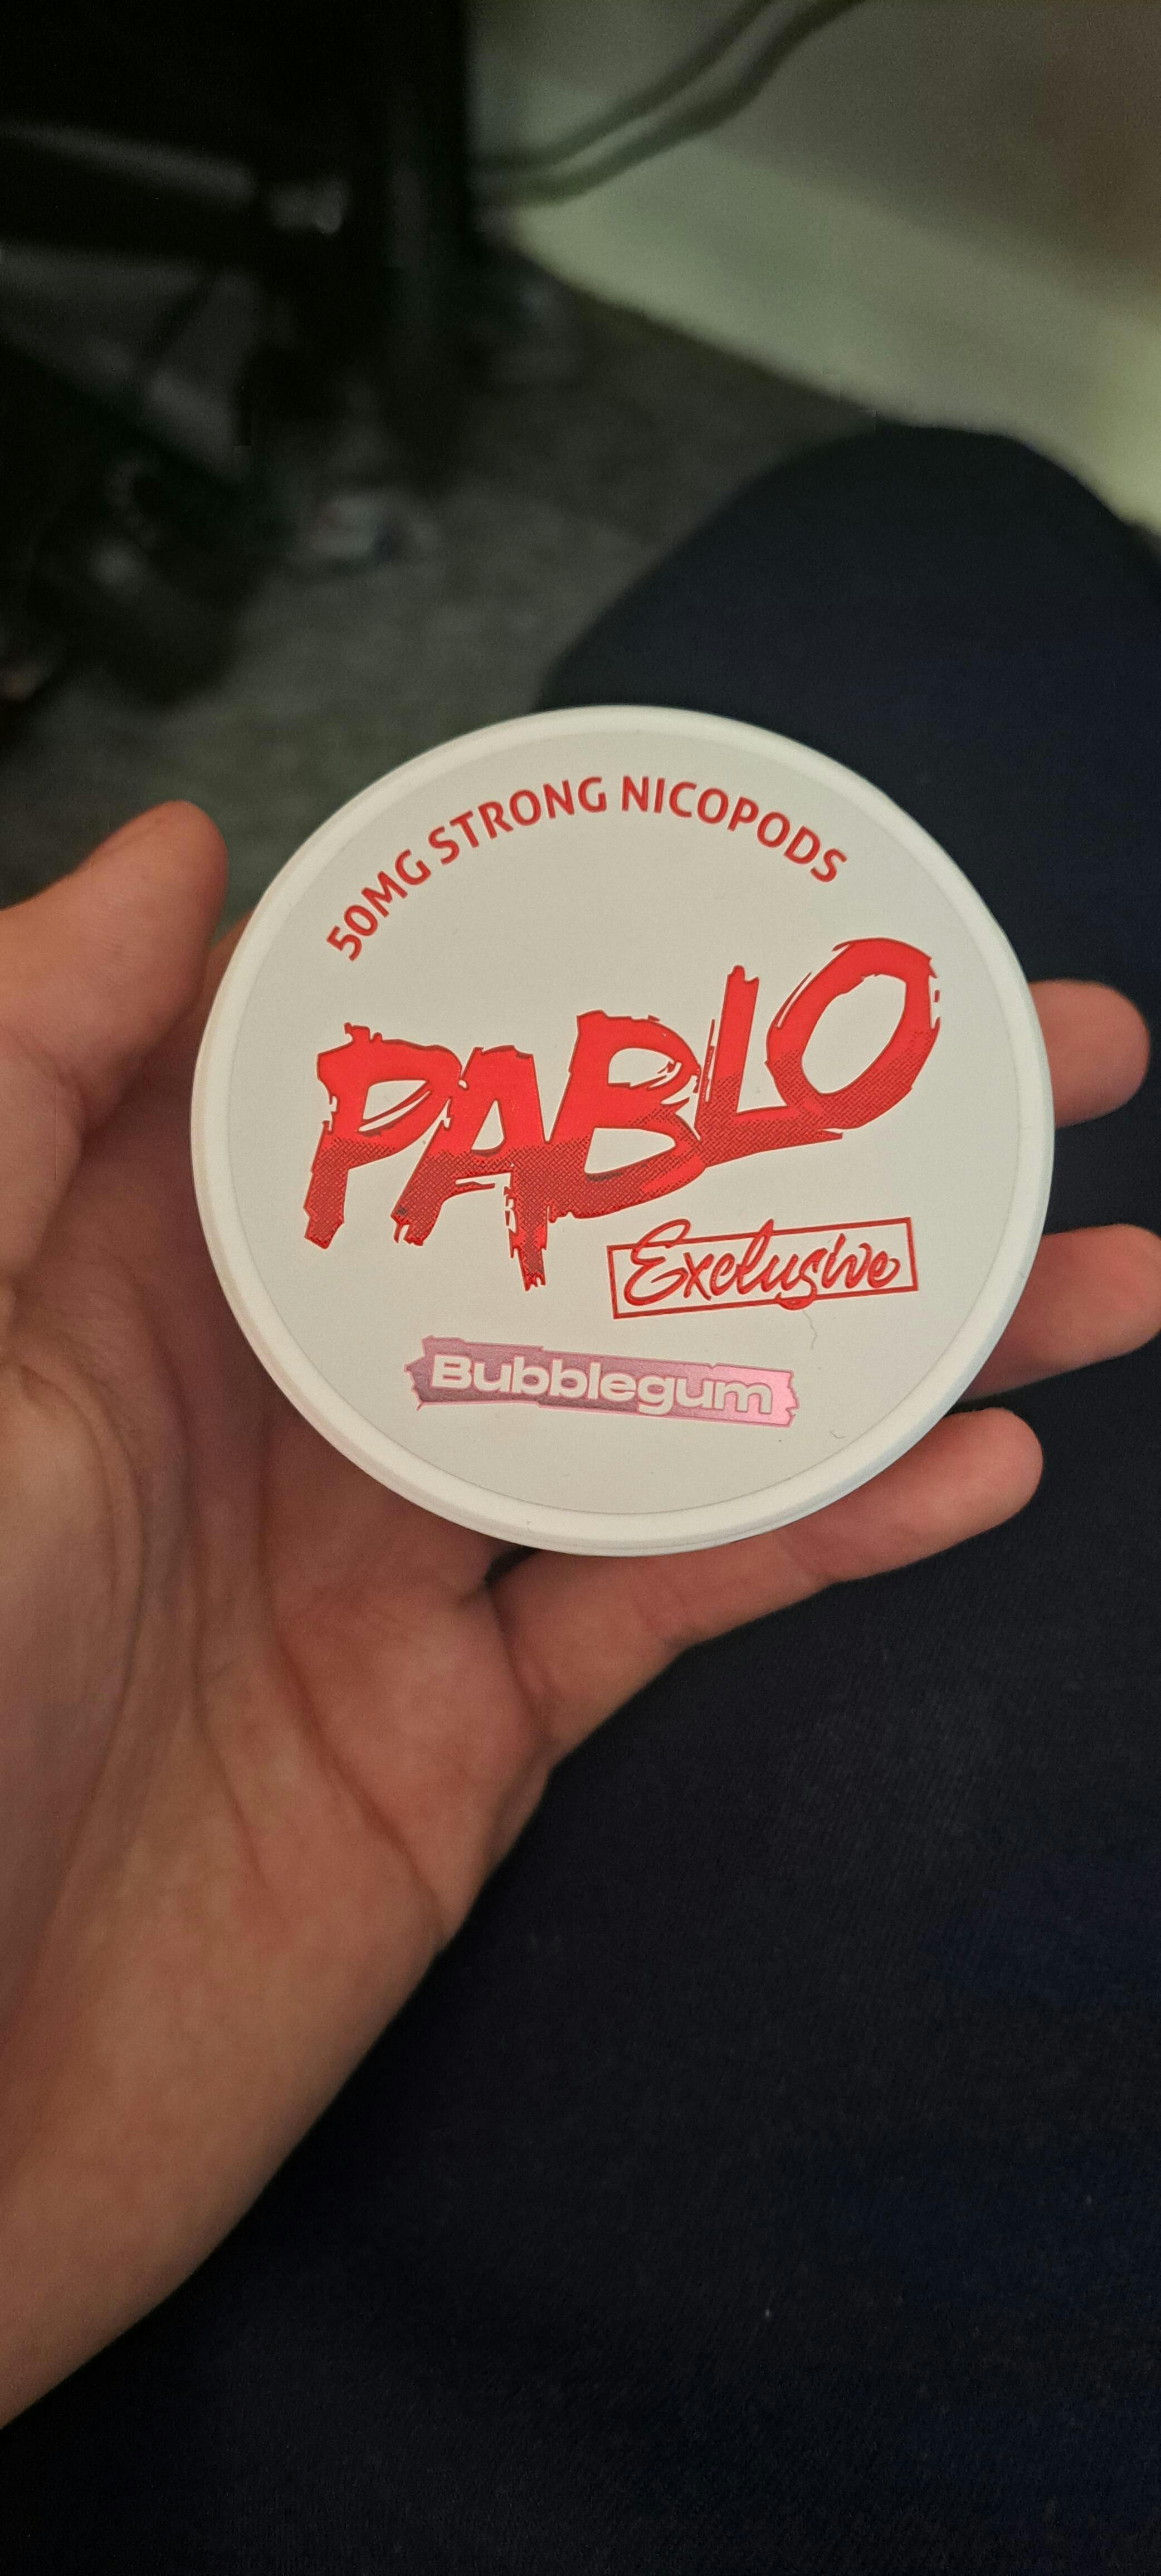 50MG STRONG NICOPODS
PABLO
Exclusive
Bubblegum